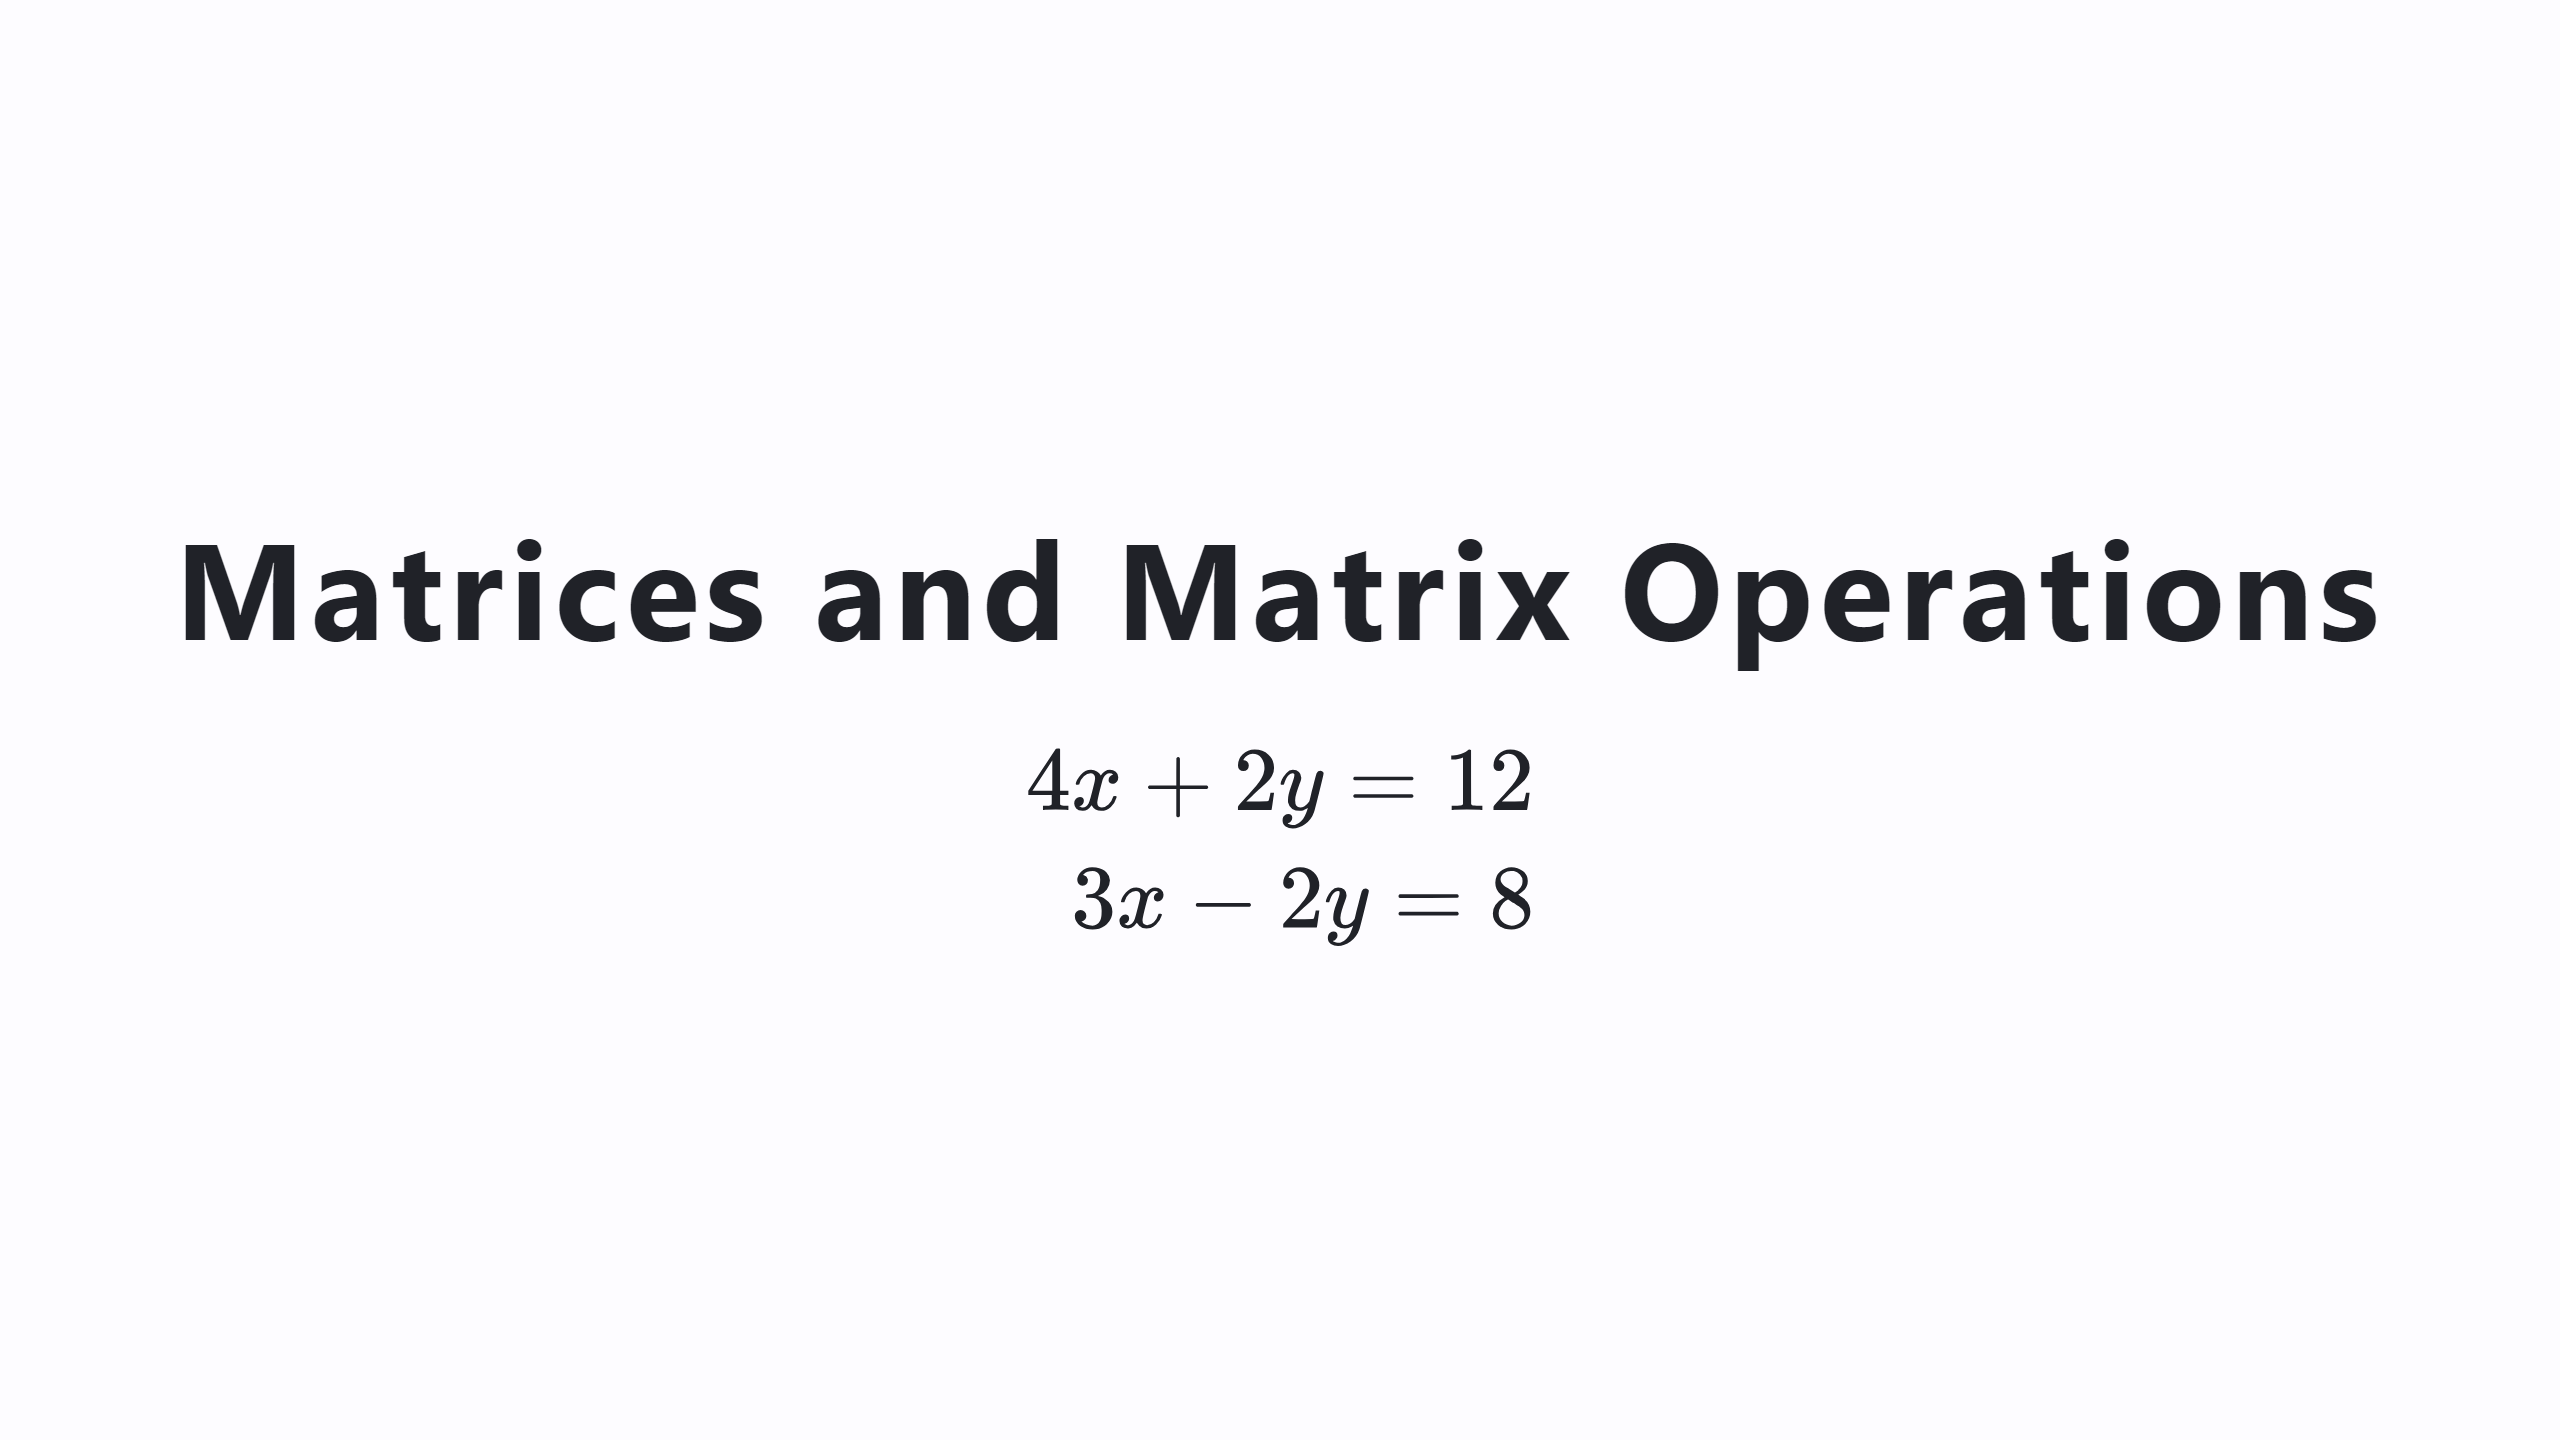 Matrices and Matrix Operations
4x + 2y = 12
3x − 2y = 8